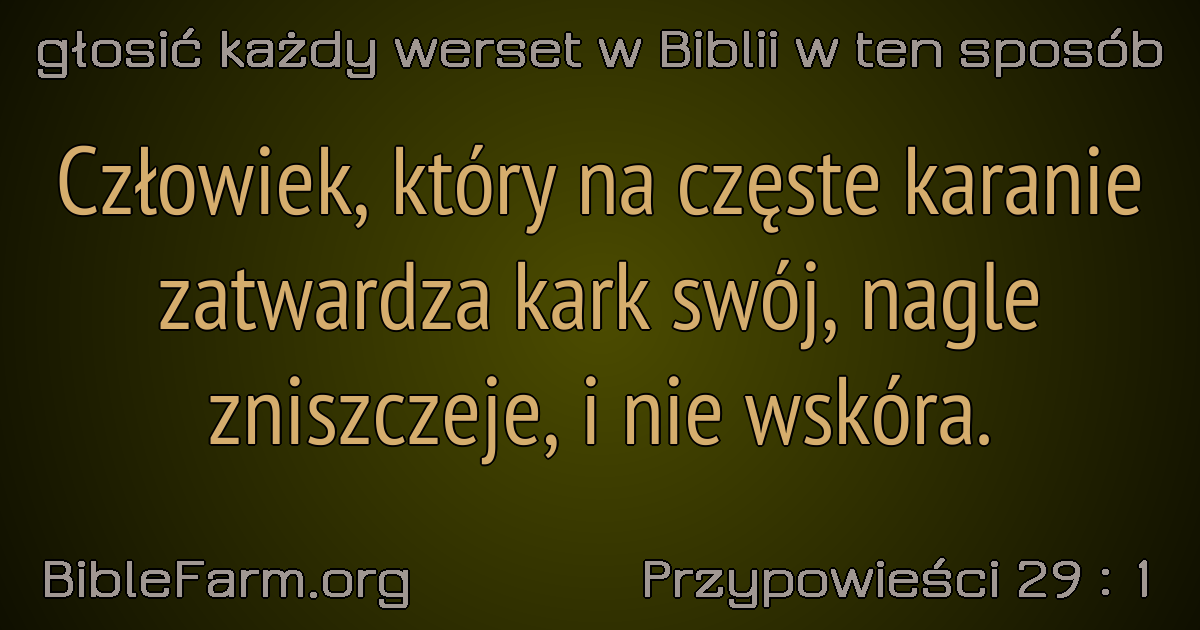 głosić każdy werset w Biblii w ten sposób
Człowiek, który na częste karanie
zatwardza kark swój, nagle
zniszczeje, i nie wskóra.
BibleFarm.org
Przypowieści 29 : 1